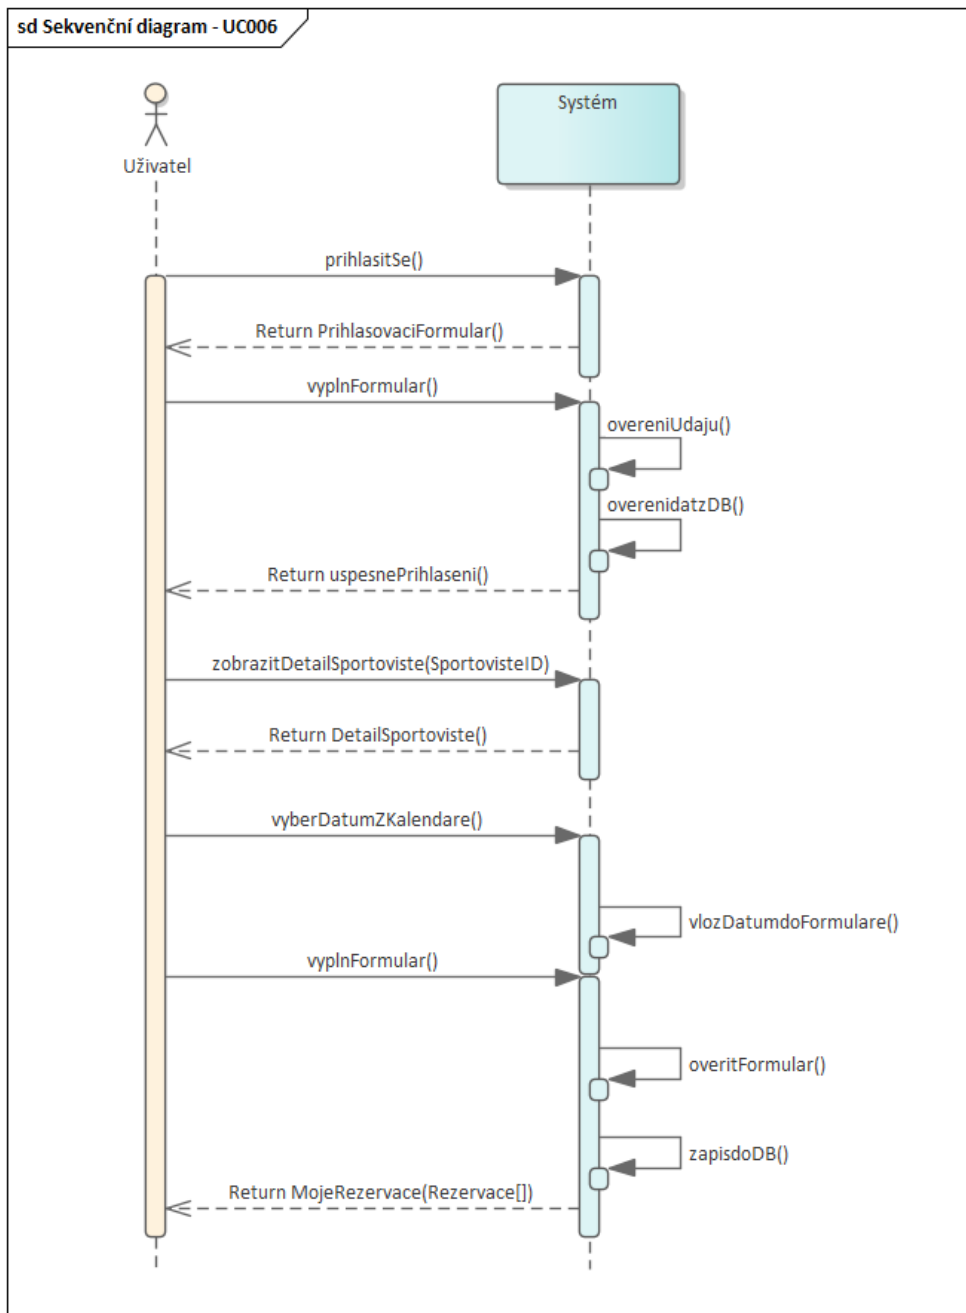 sd Sekvenční diagram - UC006
Systém
Uživatel
prihlasitSe()
Return PrihlasovaciFormular()
vyplnFormular()
overeniUdaju()
overenidatzDB()
Return uspesnePrihlaseni()
zobrazitDetailSportoviste(SportovisteID)
Return DetailSportoviste()
vyberDatumZKalendare()
vlozDatumdoFormulare()
vyplnFormular()
overitFormular()
zapisdoDB()
Return MojeRezervace(Rezervace[])